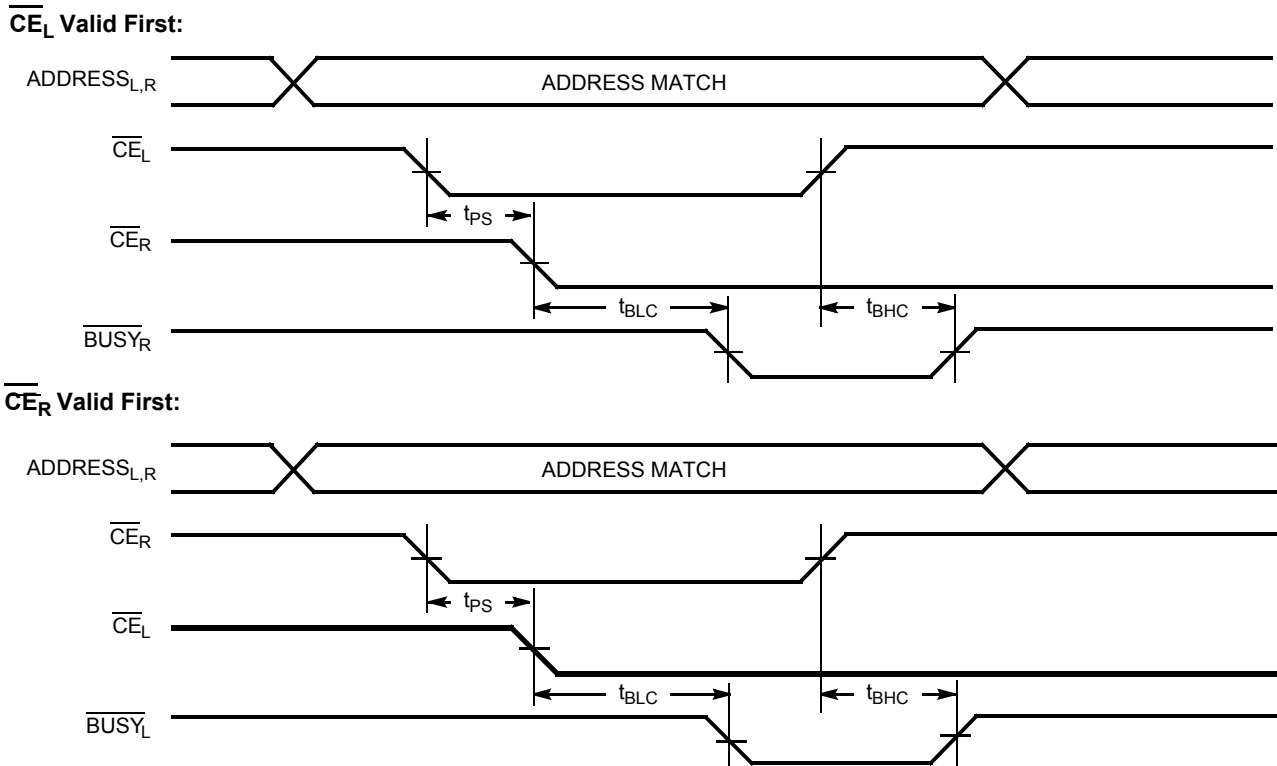 CE_L Valid First:
ADDRESS_L,R
ADDRESS MATCH
CE_L
t_PS
CE_R
t_BLC
t_BHC
BUSY_R
CE_R Valid First:
ADDRESS_L,R
ADDRESS MATCH
CE_R
t_PS
CE_L
t_BLC
t_BHC
BUSY_L